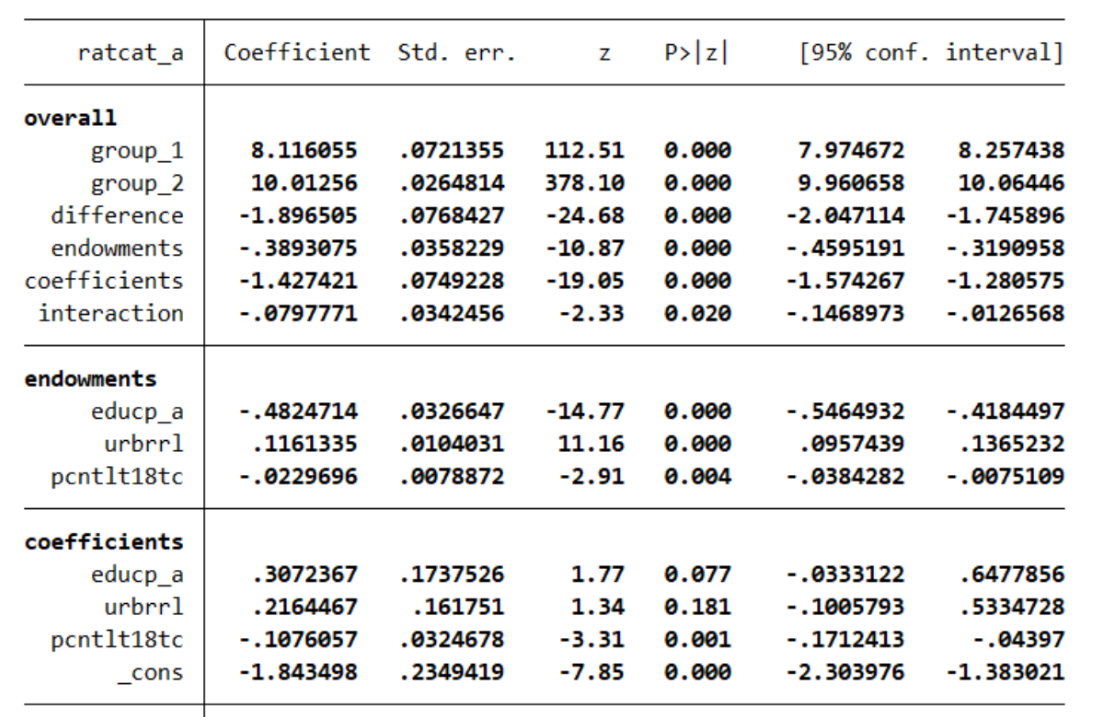 ratcat_a Coefficient Std. err. z P>|z| [95% conf. interval]
overall
group_1 8.116055 .0721355 112.51 0.000 7.974672 8.257438
group_2 10.01256 .0264814 378.10 0.000 9.960658 10.06446
difference -1.896505 .0768427 -24.68 0.000 -2.047114 -1.745896
endowments -.3893075 .0358229 -10.87 0.000 -.4595191 -.3190958
coefficients -1.427421 .0749228 -19.05 0.000 -1.574267 -1.280575
interaction -.0797771 .0342456 -2.33 0.020 -.1468973 -.0126568
endowments
educp_a -.4824714 .0326647 -14.77 0.000 -.5464932 -.4184497
urbrrl .1161335 .0104031 11.16 0.000 .0957439 .1365232
pcntlt18tc -.0229696 .0078872 -2.91 0.004 -.0384282 -.0075109
coefficients
educp_a .3072367 .1737526 1.77 0.077 -.0333122 .6477856
urbrrl .2164467 .161751 1.34 0.181 -.1005793 .5334728
pcntlt18tc -.1076057 .0324678 -3.31 0.001 -.1712413 -.04397
_cons -1.843498 .2349419 -7.85 0.000 -2.303976 -1.383021